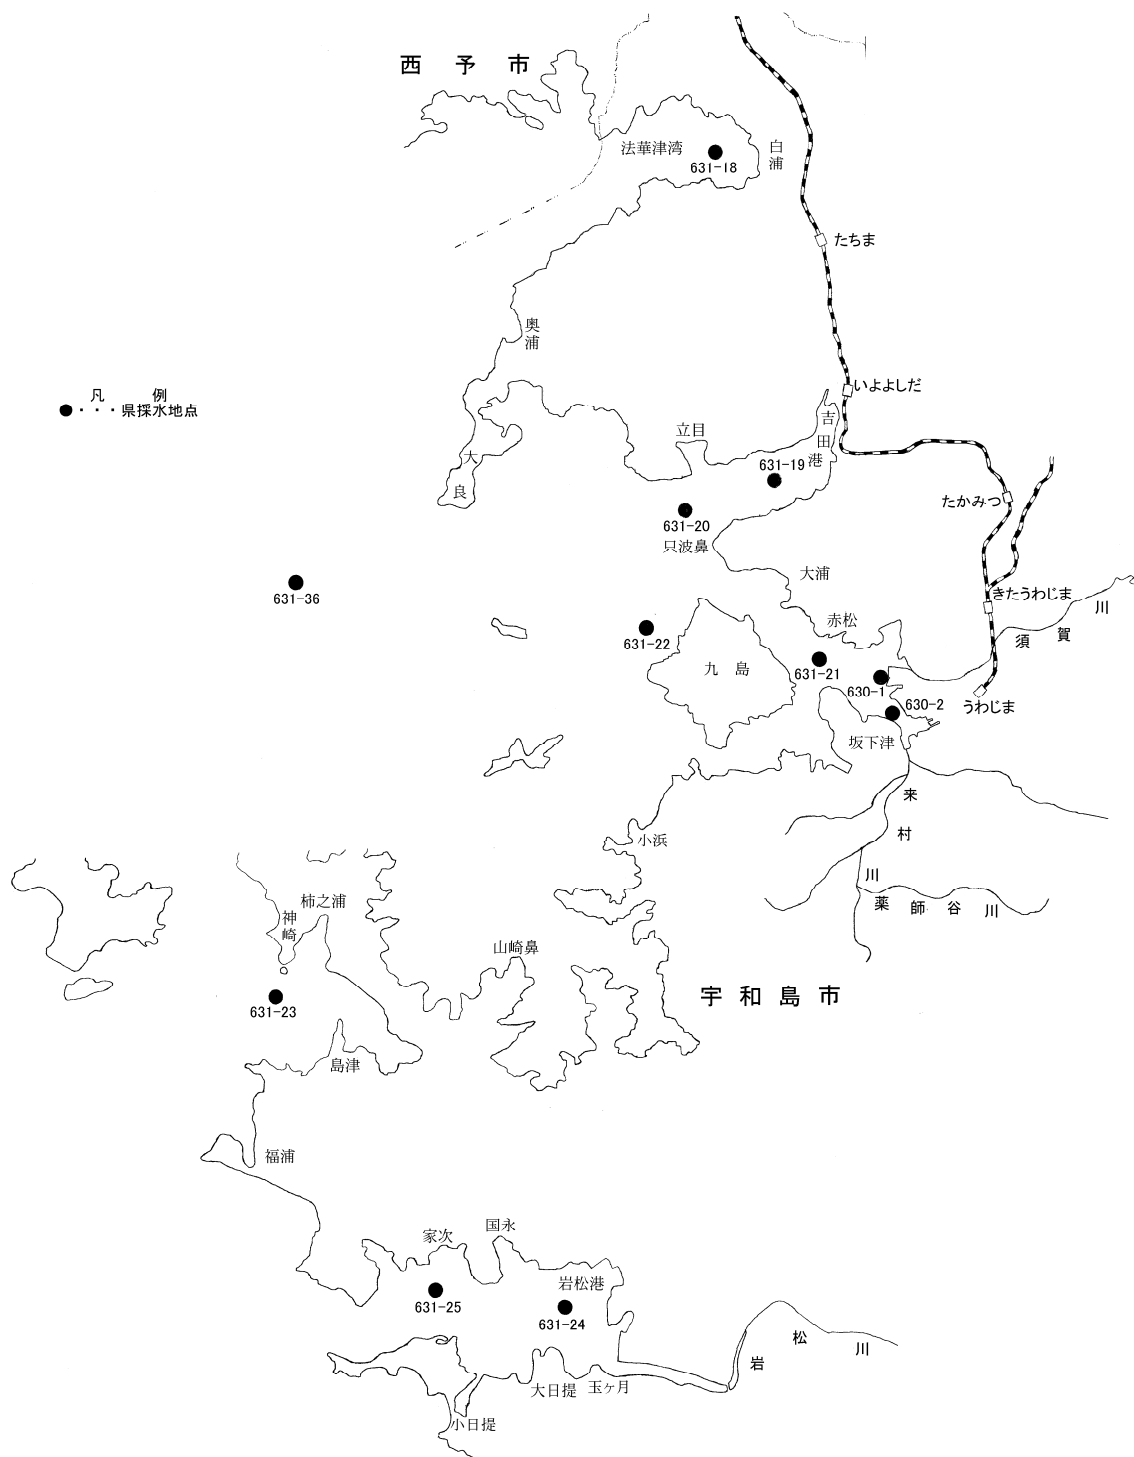 西予市
法華津湾
631-18
白浦
たちま
奥浦
凡例
●・・・県採水地点
いよよしだ
吉田港
立目
大良
631-19
631-20
只波鼻
たかみつ
大浦
631-36
きたうわじま
須賀川
赤松
631-22
九島
631-21
630-1
630-2
うわじま
坂下津
来村川
小浜
薬師谷川
柿之浦
神崎
山崎鼻
宇和島市
631-23
島津
福浦
国永
家次
岩松港
631-25
631-24
岩松川
大日提
玉ヶ月
小日提